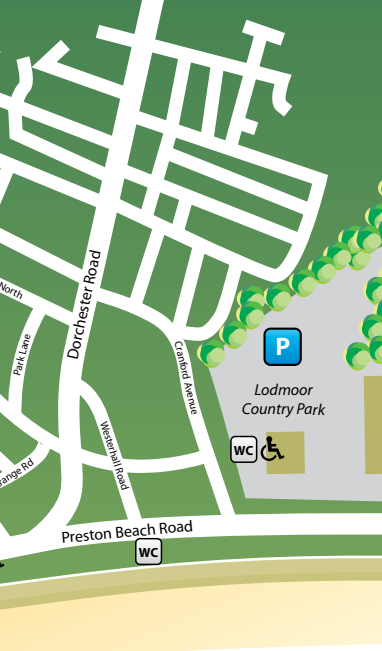 North
Dorchester Road
Park Lane
P
Cranford Avenue
Lodmoor
Country Park
WC
Westerhall Road
Preston Beach Road
WC